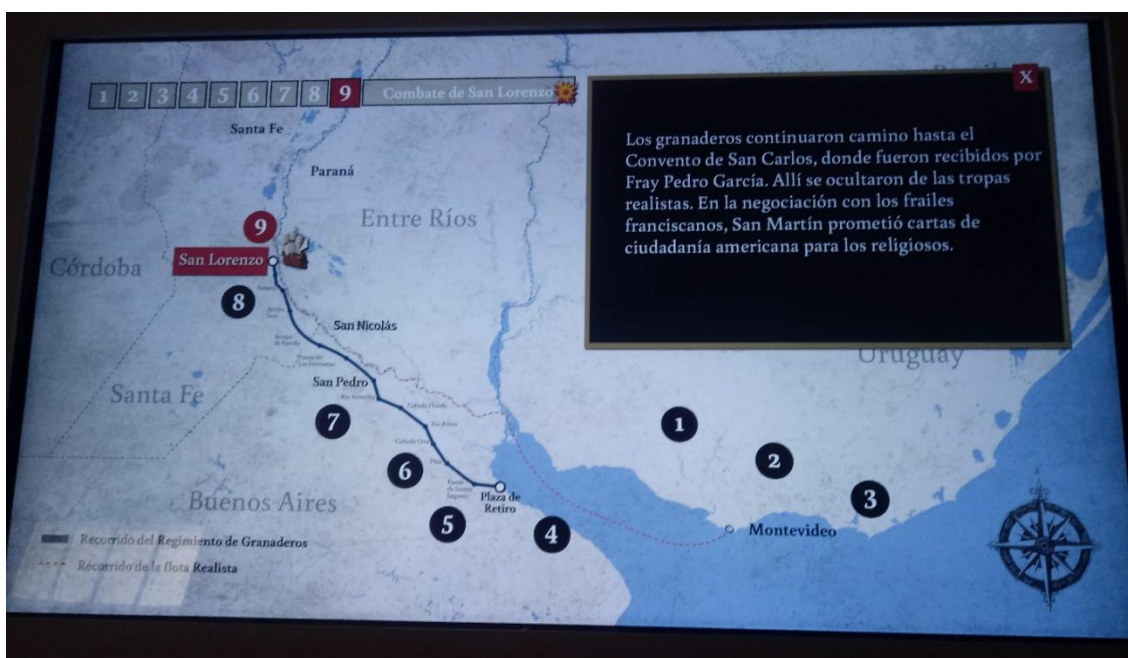 1 2 3 4 5 6 7 8 9 Combate de San Lorenzo
X
Los granaderos continuaron camino hasta el
Convento de San Carlos, donde fueron recibidos por
Fray Pedro García. Allí se ocultaron de las tropas
realistas. En la negociación con los frailes
franciscanos, San Martín prometió cartas de
ciudadanía americana para los religiosos.
Santa Fe
Paraná
Entre Ríos
9
San Lorenzo
Córdoba
8
San Nicolás
Uruguay
San Pedro
Santa Fe
7
1
2
6
3
Buenos Aires
Plaza de
Retiro
5
4
Montevideo
Recorrido del Regimiento de Granaderos
Recorrido de la flota Realista